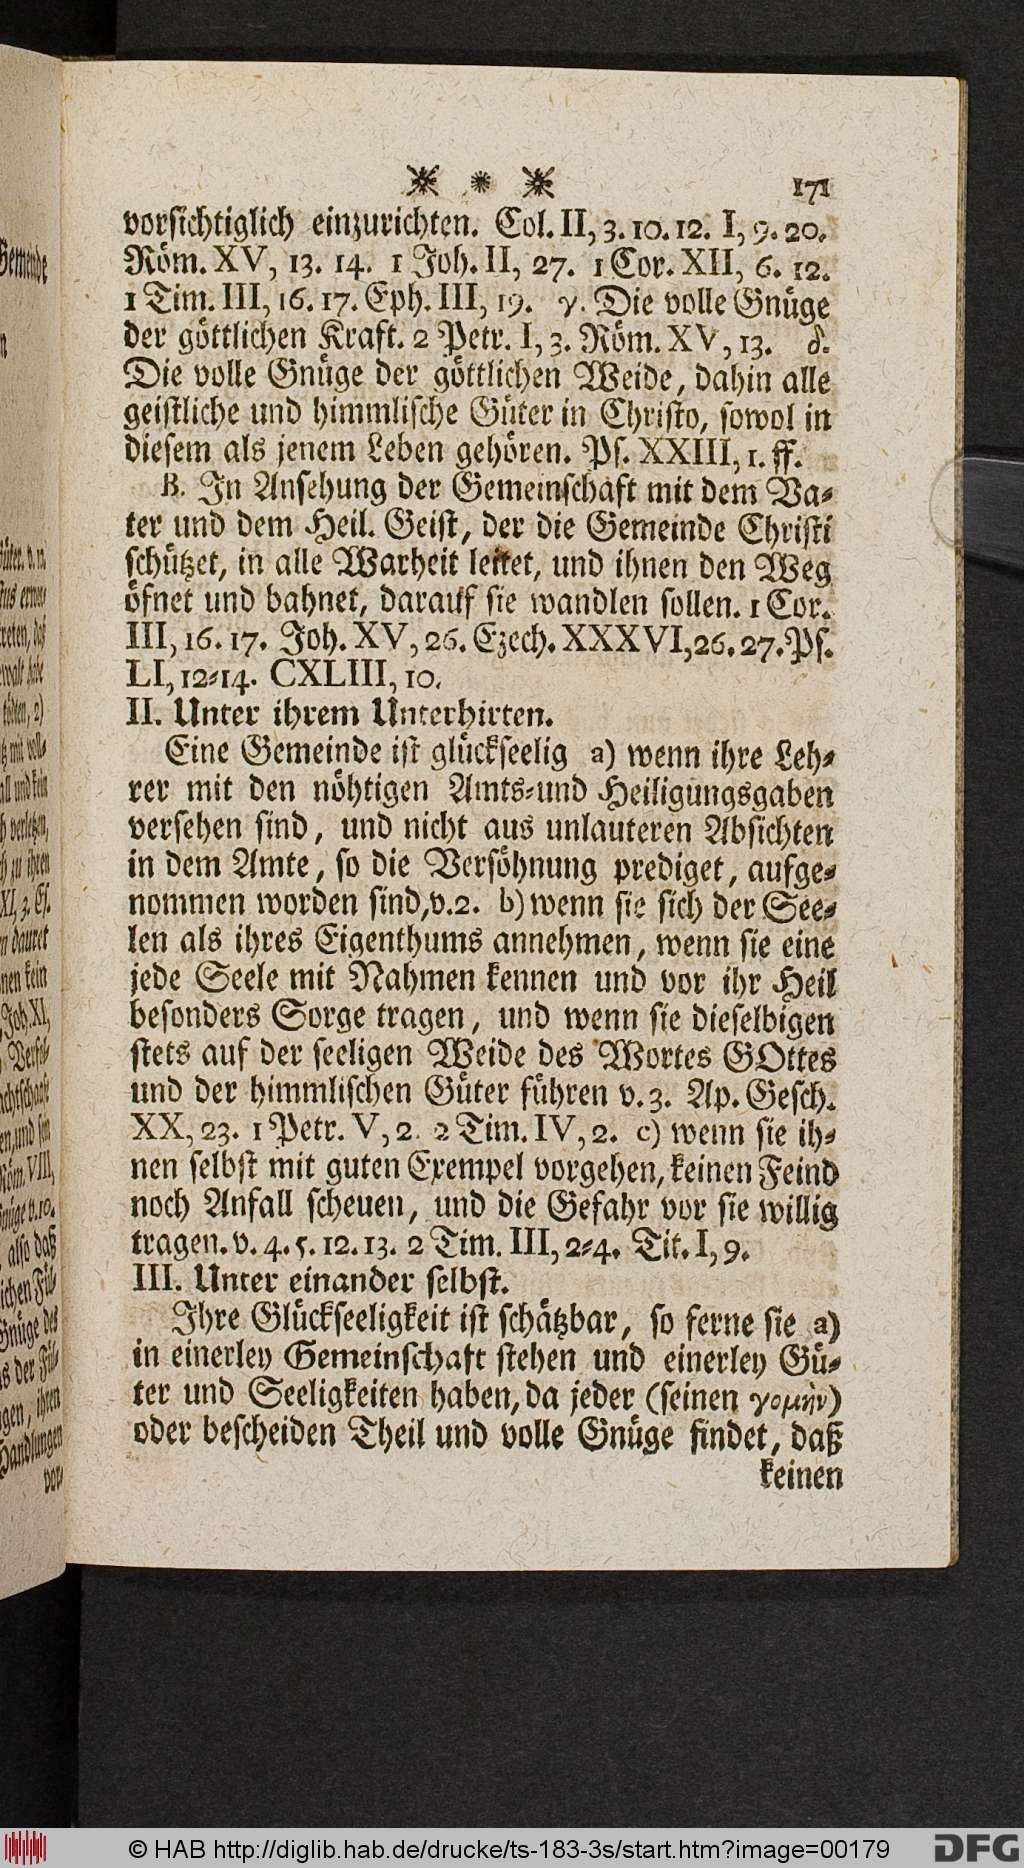 171
vorsichtiglich einzurichten. Col. II, 3. 10. 12. I, 9. 20.
Röm. XV, 13. 14. 1 Joh. II, 27. 1 Cor. XII, 6. 12.
1 Tim. III, 16. 17. Eph. III, 19. γ. Die volle Gnüge
der göttlichen Kraft. 2 Petr. I, 3. Röm. XV, 13. δ.
Die volle Gnüge der göttlichen Weide, dahin alle
geistliche und himmlische Güter in Christo, sowol in
diesem als jenem Leben gehören. Ps. XXIII, 1. ff.
B. In Ansehung der Gemeinschaft mit dem Va-
ter und dem Heil. Geist, der die Gemeinde Christi
schützet, in alle Warheit leitet, und ihnen den Weg
öfnet und bahnet, darauf sie wandlen sollen. 1 Cor.
III, 16. 17. Joh. XV, 26. Ezech. XXXVI, 26. 27. Ps.
LI, 12-14. CXLIII, 10.
II. Unter ihrem Unterhirten.
Eine Gemeinde ist glückseelig a) wenn ihre Leh-
rer mit den nöhtigen Amts-und Heiligungsgaben
versehen sind, und nicht aus unlauteren Absichten
in dem Amte, so die Versöhnung prediget, aufge-
nommen worden sind, v. 2. b) wenn sie sich der See-
len als ihres Eigenthums annehmen, wenn sie eine
jede Seele mit Nahmen kennen und vor ihr Heil
besonders Sorge tragen, und wenn sie dieselbigen
stets auf der seeligen Weide des Wortes GOttes
und der himmlischen Güter führen v. 3. Ap. Gesch.
XX, 23. 1 Petr. V, 2. 2 Tim. IV, 2. c) wenn sie ih-
nen selbst mit guten Exempel vorgehen, keinen Feind
noch Anfall scheuen, und die Gefahr vor sie willig
tragen. v. 4. 5. 12. 13. 2 Tim. III, 2-4. Tit. I, 9.
III. Unter einander selbst.
Ihre Glückseeligkeit ist schätzbar, so ferne sie a)
in einerley Gemeinschaft stehen und einerley Gü-
ter und Seeligkeiten haben, da jeder (seinen γομὴν)
oder bescheiden Theil und volle Gnüge findet, daß
keinen
© HAB http://diglib.hab.de/drucke/ts-183-3s/start.htm?image=00179
DFG